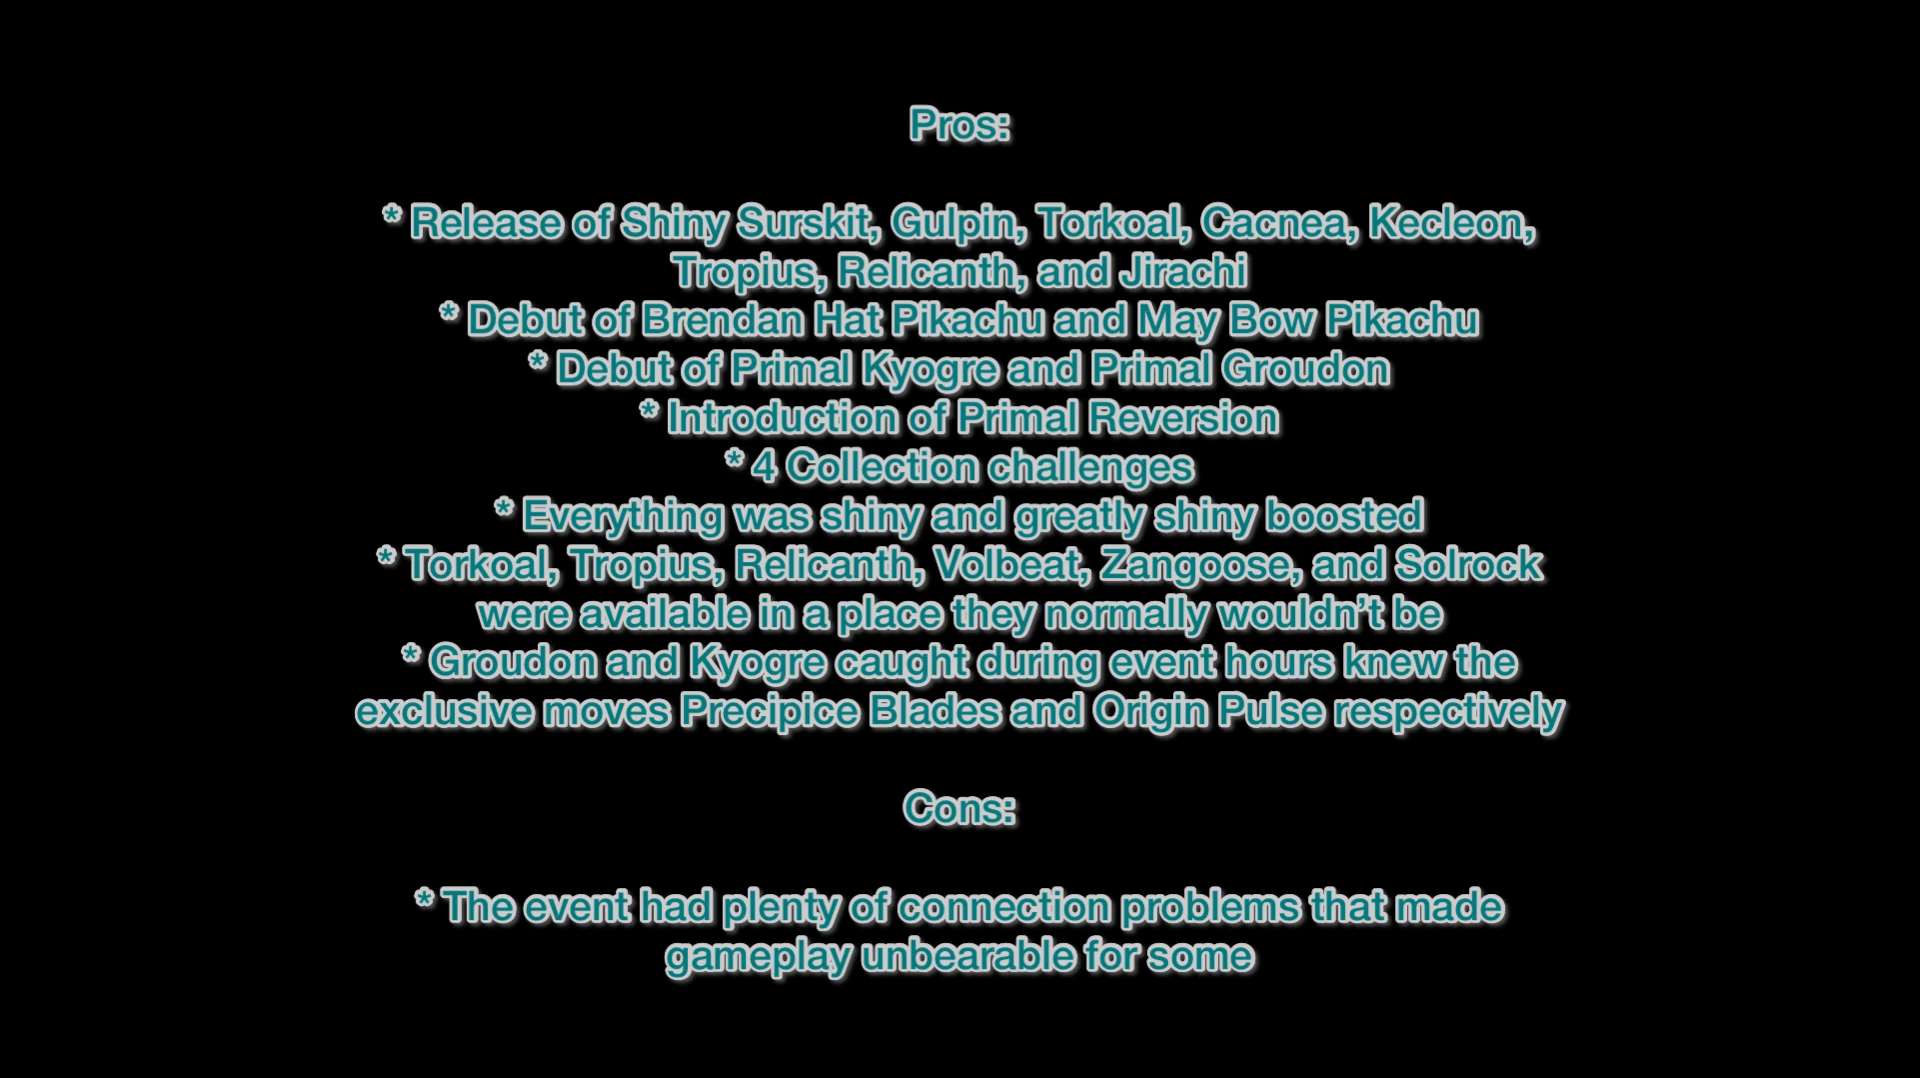 Pros:
* Release of Shiny Surskit, Gulpin, Torkoal, Cacnea, Kecleon,
Tropius, Relicanth, and Jirachi
* Debut of Brendan Hat Pikachu and May Bow Pikachu
* Debut of Primal Kyogre and Primal Groudon
* Introduction of Primal Reversion
* 4 Collection challenges
* Everything was shiny and greatly shiny boosted
* Torkoal, Tropius, Relicanth, Volbeat, Zangoose, and Solrock
were available in a place they normally wouldn’t be
* Groudon and Kyogre caught during event hours knew the
exclusive moves Precipice Blades and Origin Pulse respectively
Cons:
* The event had plenty of connection problems that made
gameplay unbearable for some